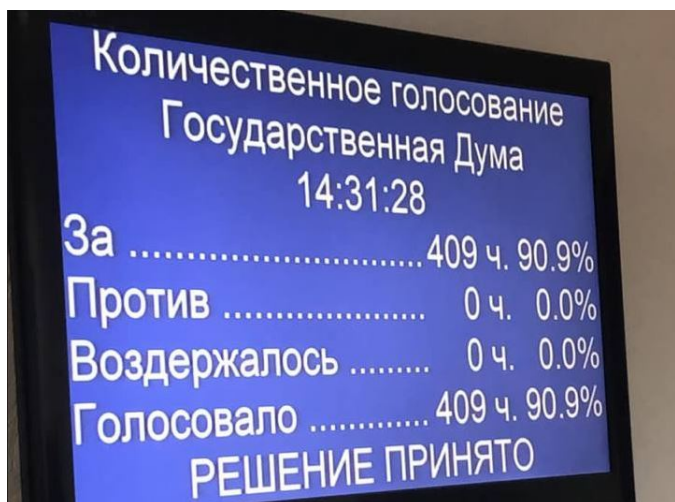 Количественное голосование
Государственная Дума
14:31:28
За ............................409 ч. 90.9%
Против .................... 0 ч. 0.0%
Воздержалось ......... 0 ч. 0.0%
Голосовало ............. 409 ч. 90.9%
РЕШЕНИЕ ПРИНЯТО